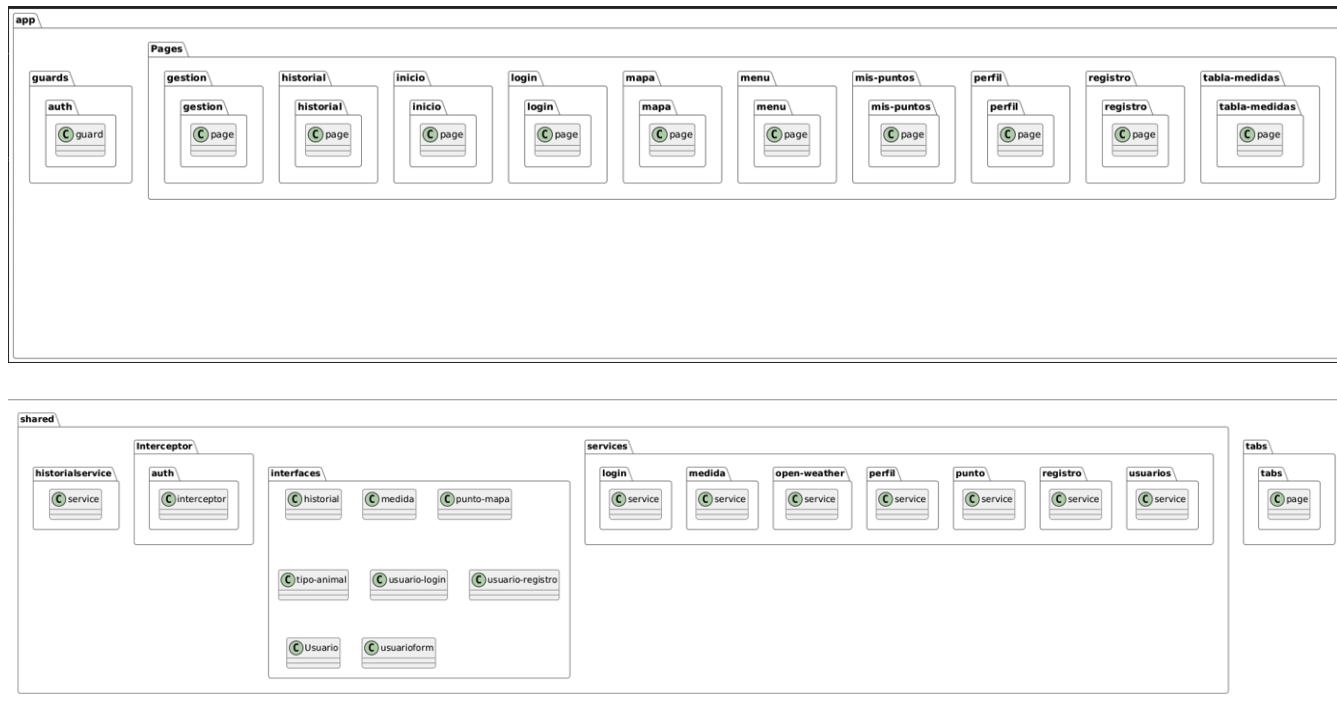 app
Pages
guards gestion historial inicio login mapa menu mis-puntos perfil registro tabla-medidas
auth gestion historial inicio login mapa menu mis-puntos perfil registro tabla-medidas
C guard C page C page C page C page C page C page C page C page C page C page
shared
Interceptor services tabs
historialservice auth interfaces login medida open-weather perfil punto registro usuarios tabs
C service C interceptor C historial C medida C punto-mapa C service C service C service C service C service C service C service C page
C tipo-animal C usuario-login C usuario-registro
C Usuario C usuarioform